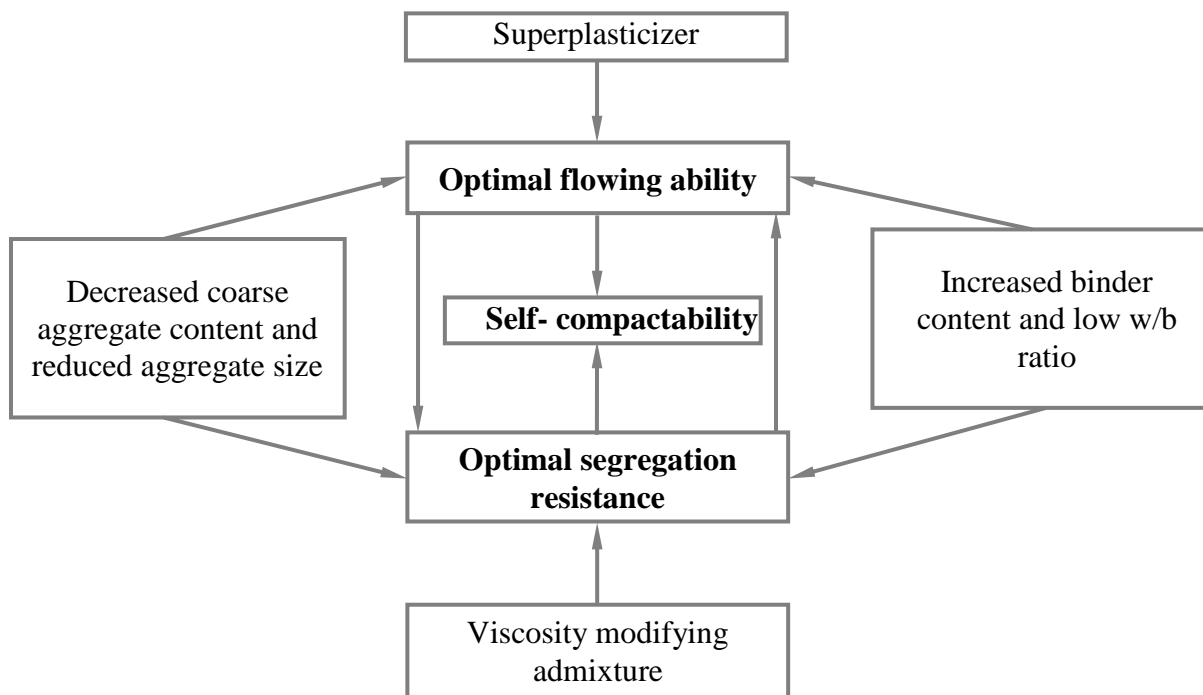 Superplasticizer
Optimal flowing ability
Decreased coarse
aggregate content and
reduced aggregate size
Self- compactability
Increased binder
content and low w/b
ratio
Optimal segregation
resistance
Viscosity modifying
admixture